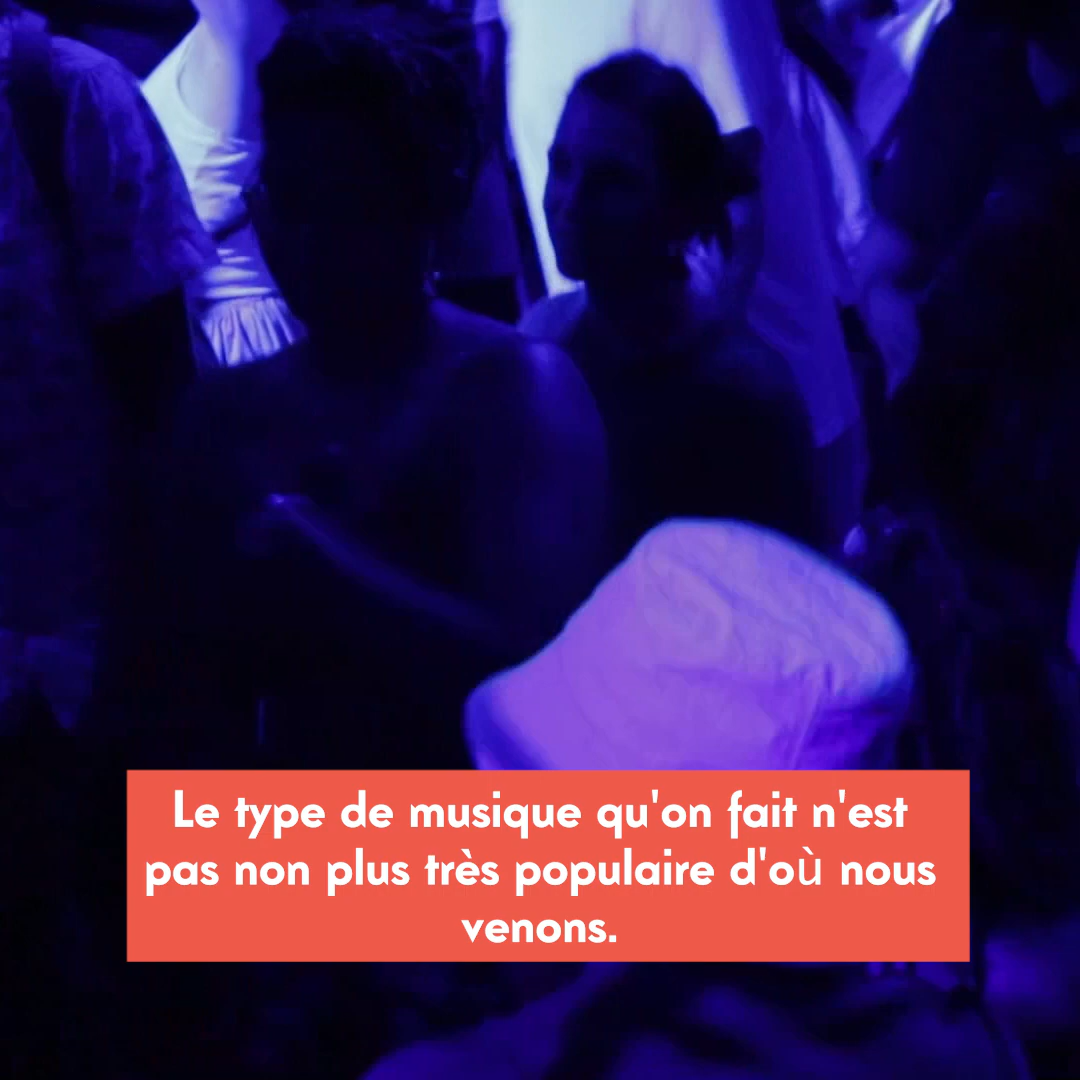 Le type de musique qu'on fait n'est
pas non plus très populaire d'où nous
venons.